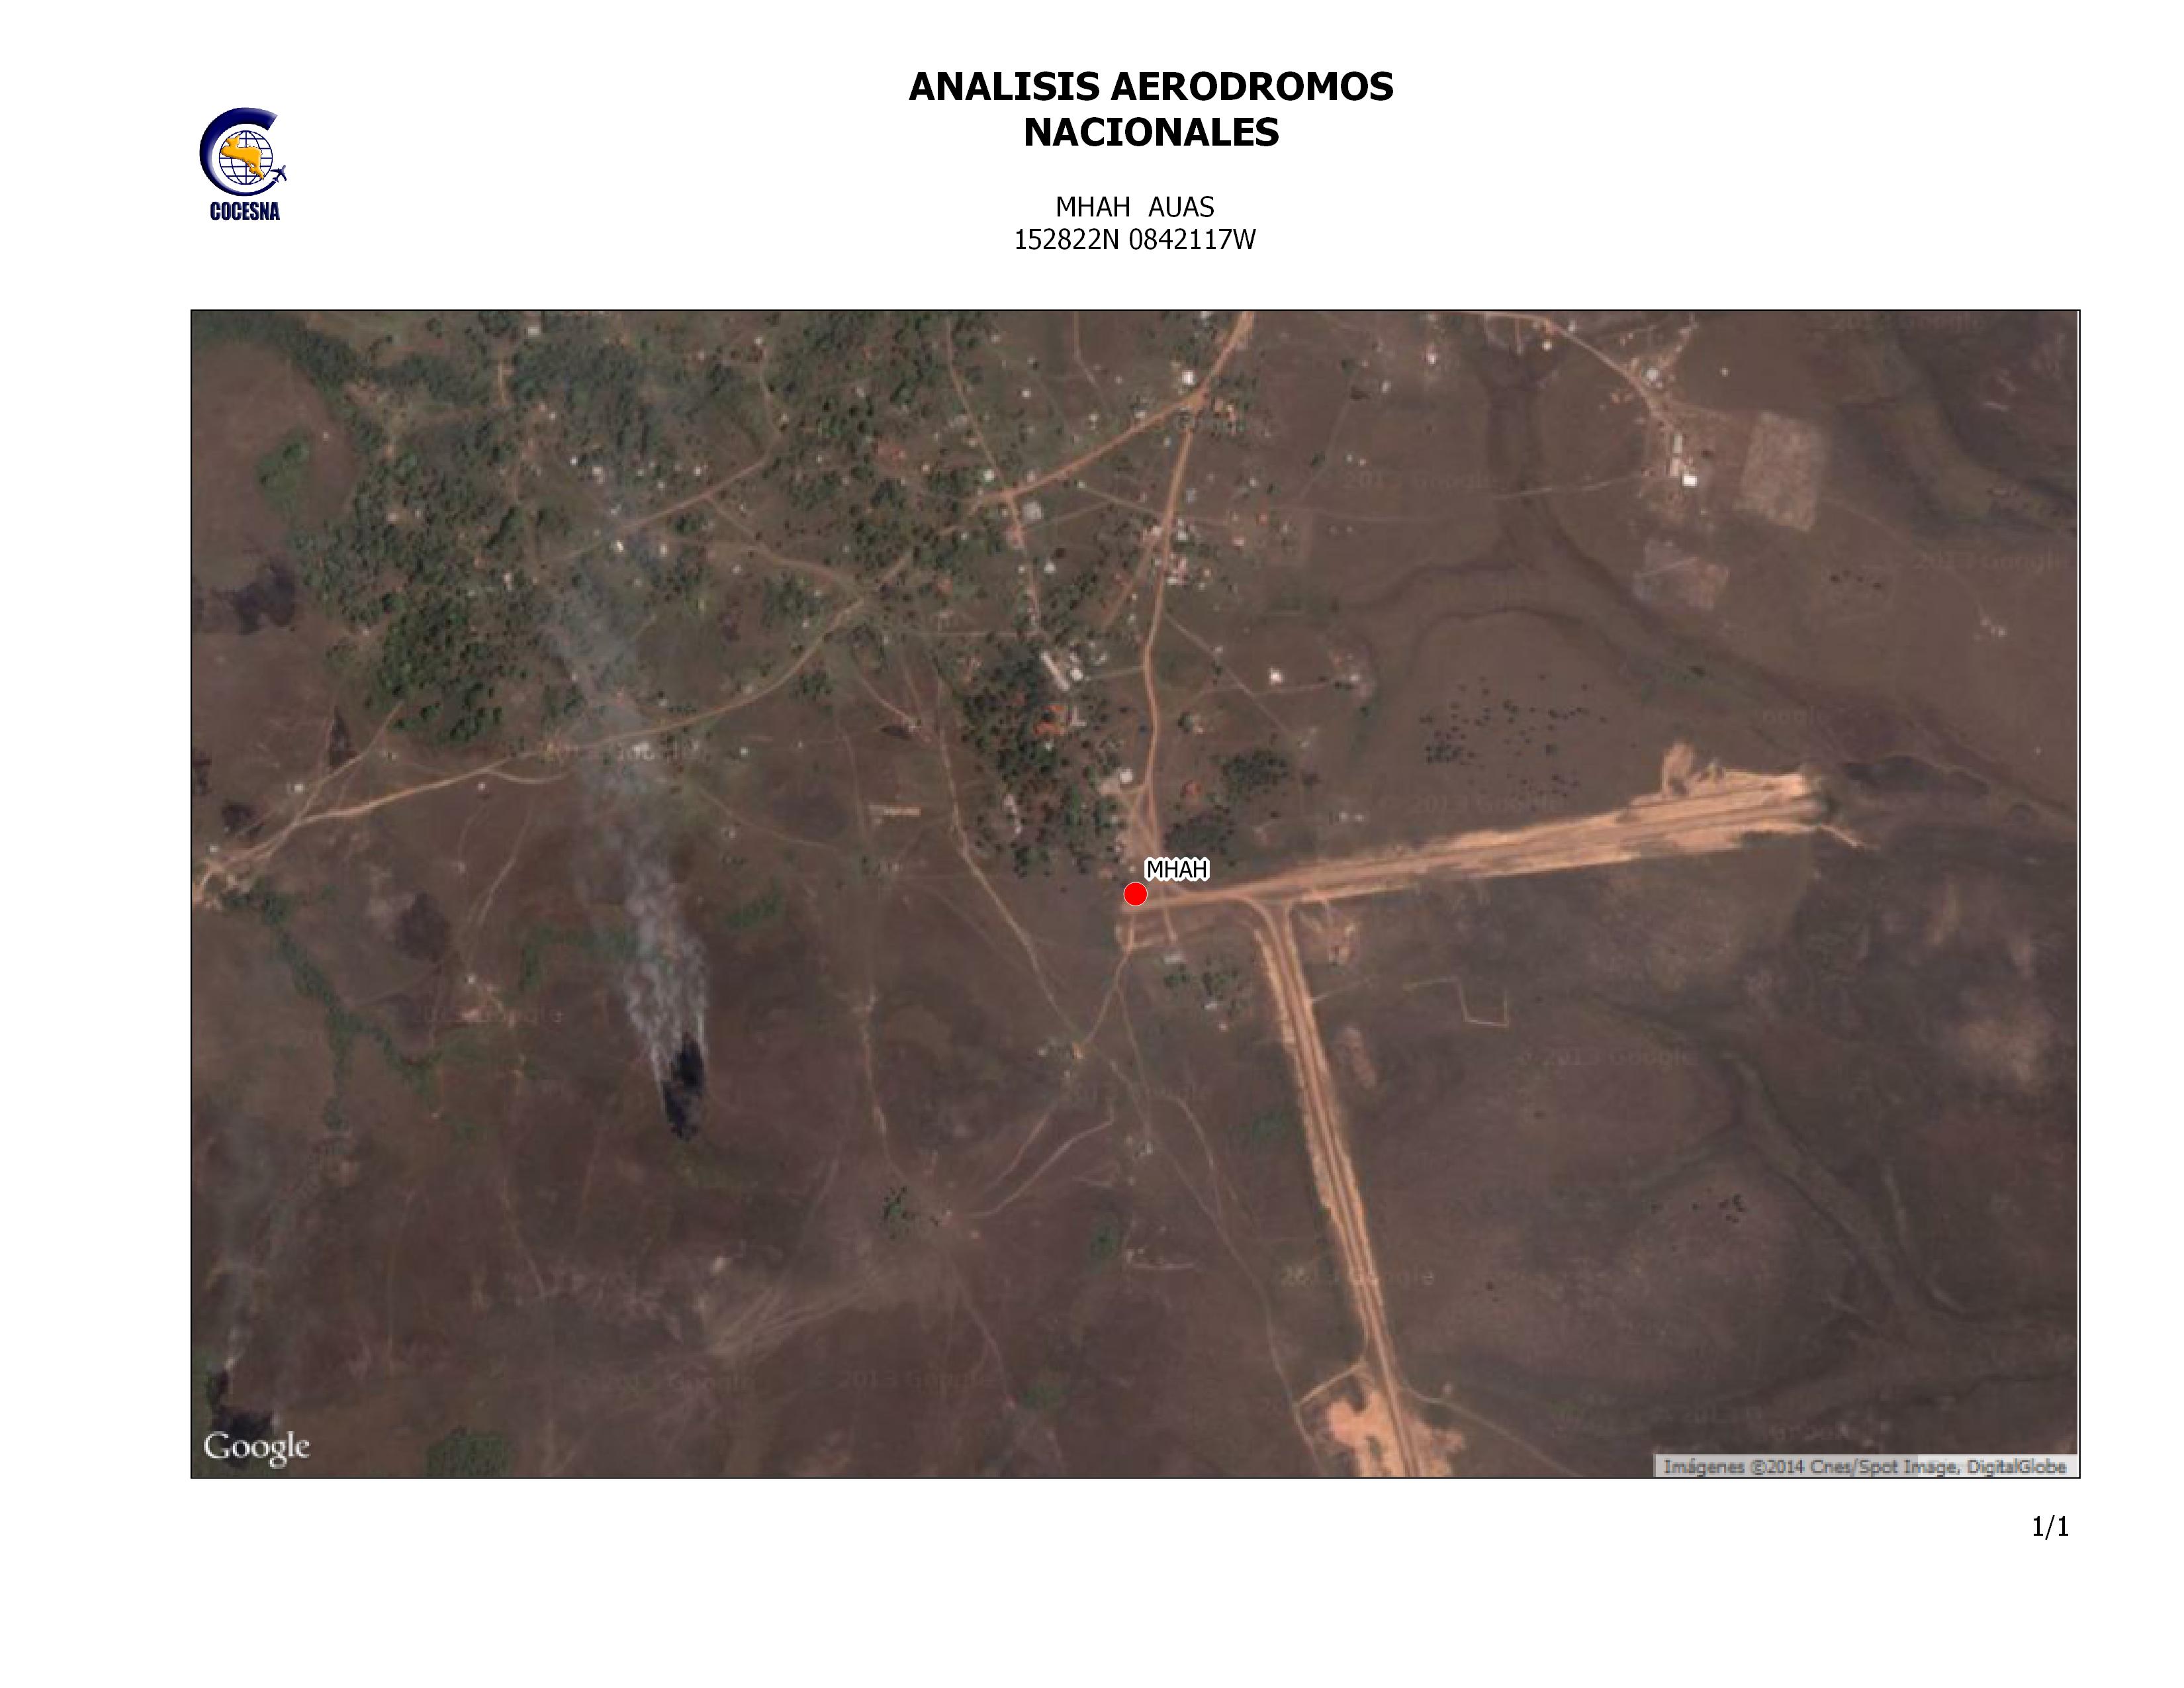 ANALISIS AERODROMOS
NACIONALES
COCESNA
MHAH AUAS
152822N 0842117W
MHAH
Google
Imágenes ©2014 Cnes/Spot Image, DigitalGlobe
1/1